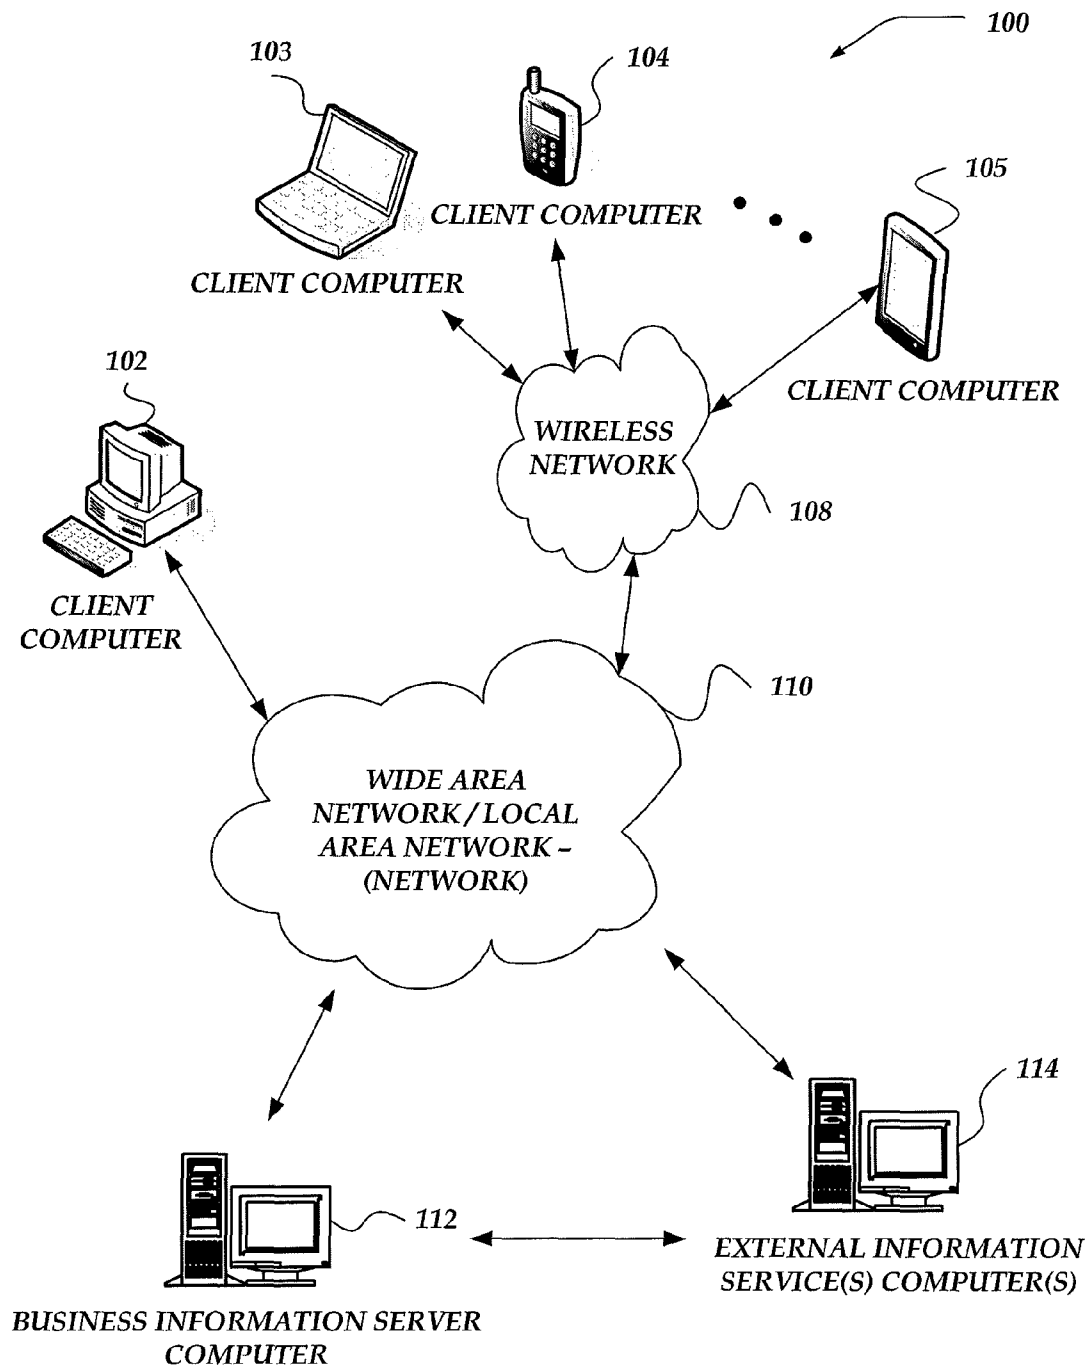 100
103
104
105
CLIENT COMPUTER
CLIENT COMPUTER
CLIENT COMPUTER
102
WIRELESS
NETWORK
108
CLIENT
COMPUTER
110
WIDE AREA
NETWORK / LOCAL
AREA NETWORK –
(NETWORK)
114
112
EXTERNAL INFORMATION
SERVICE(S) COMPUTER(S)
BUSINESS INFORMATION SERVER
COMPUTER